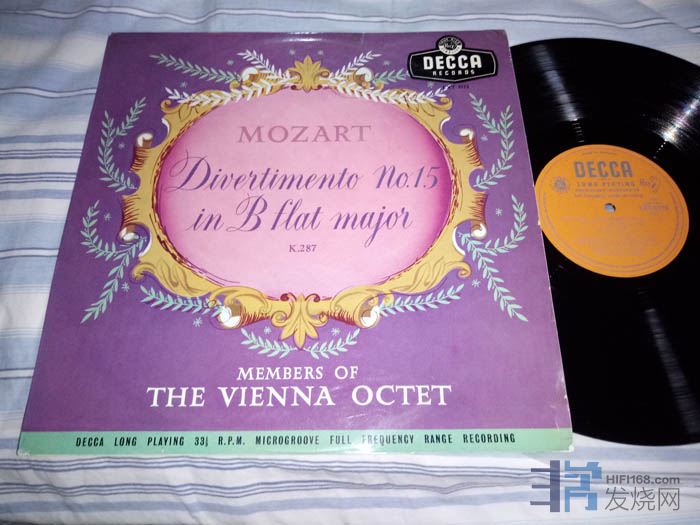 DECCA
RECORDS
MOZART
Divertimento No.15
in B flat major
K.287
MEMBERS OF
THE VIENNA OCTET
DECCA LONG PLAYING 33⅓ R.P.M. MICROGROOVE FULL FREQUENCY RANGE RECORDING
DECCA
LONG PLAYING
HIFI168.com
发烧网